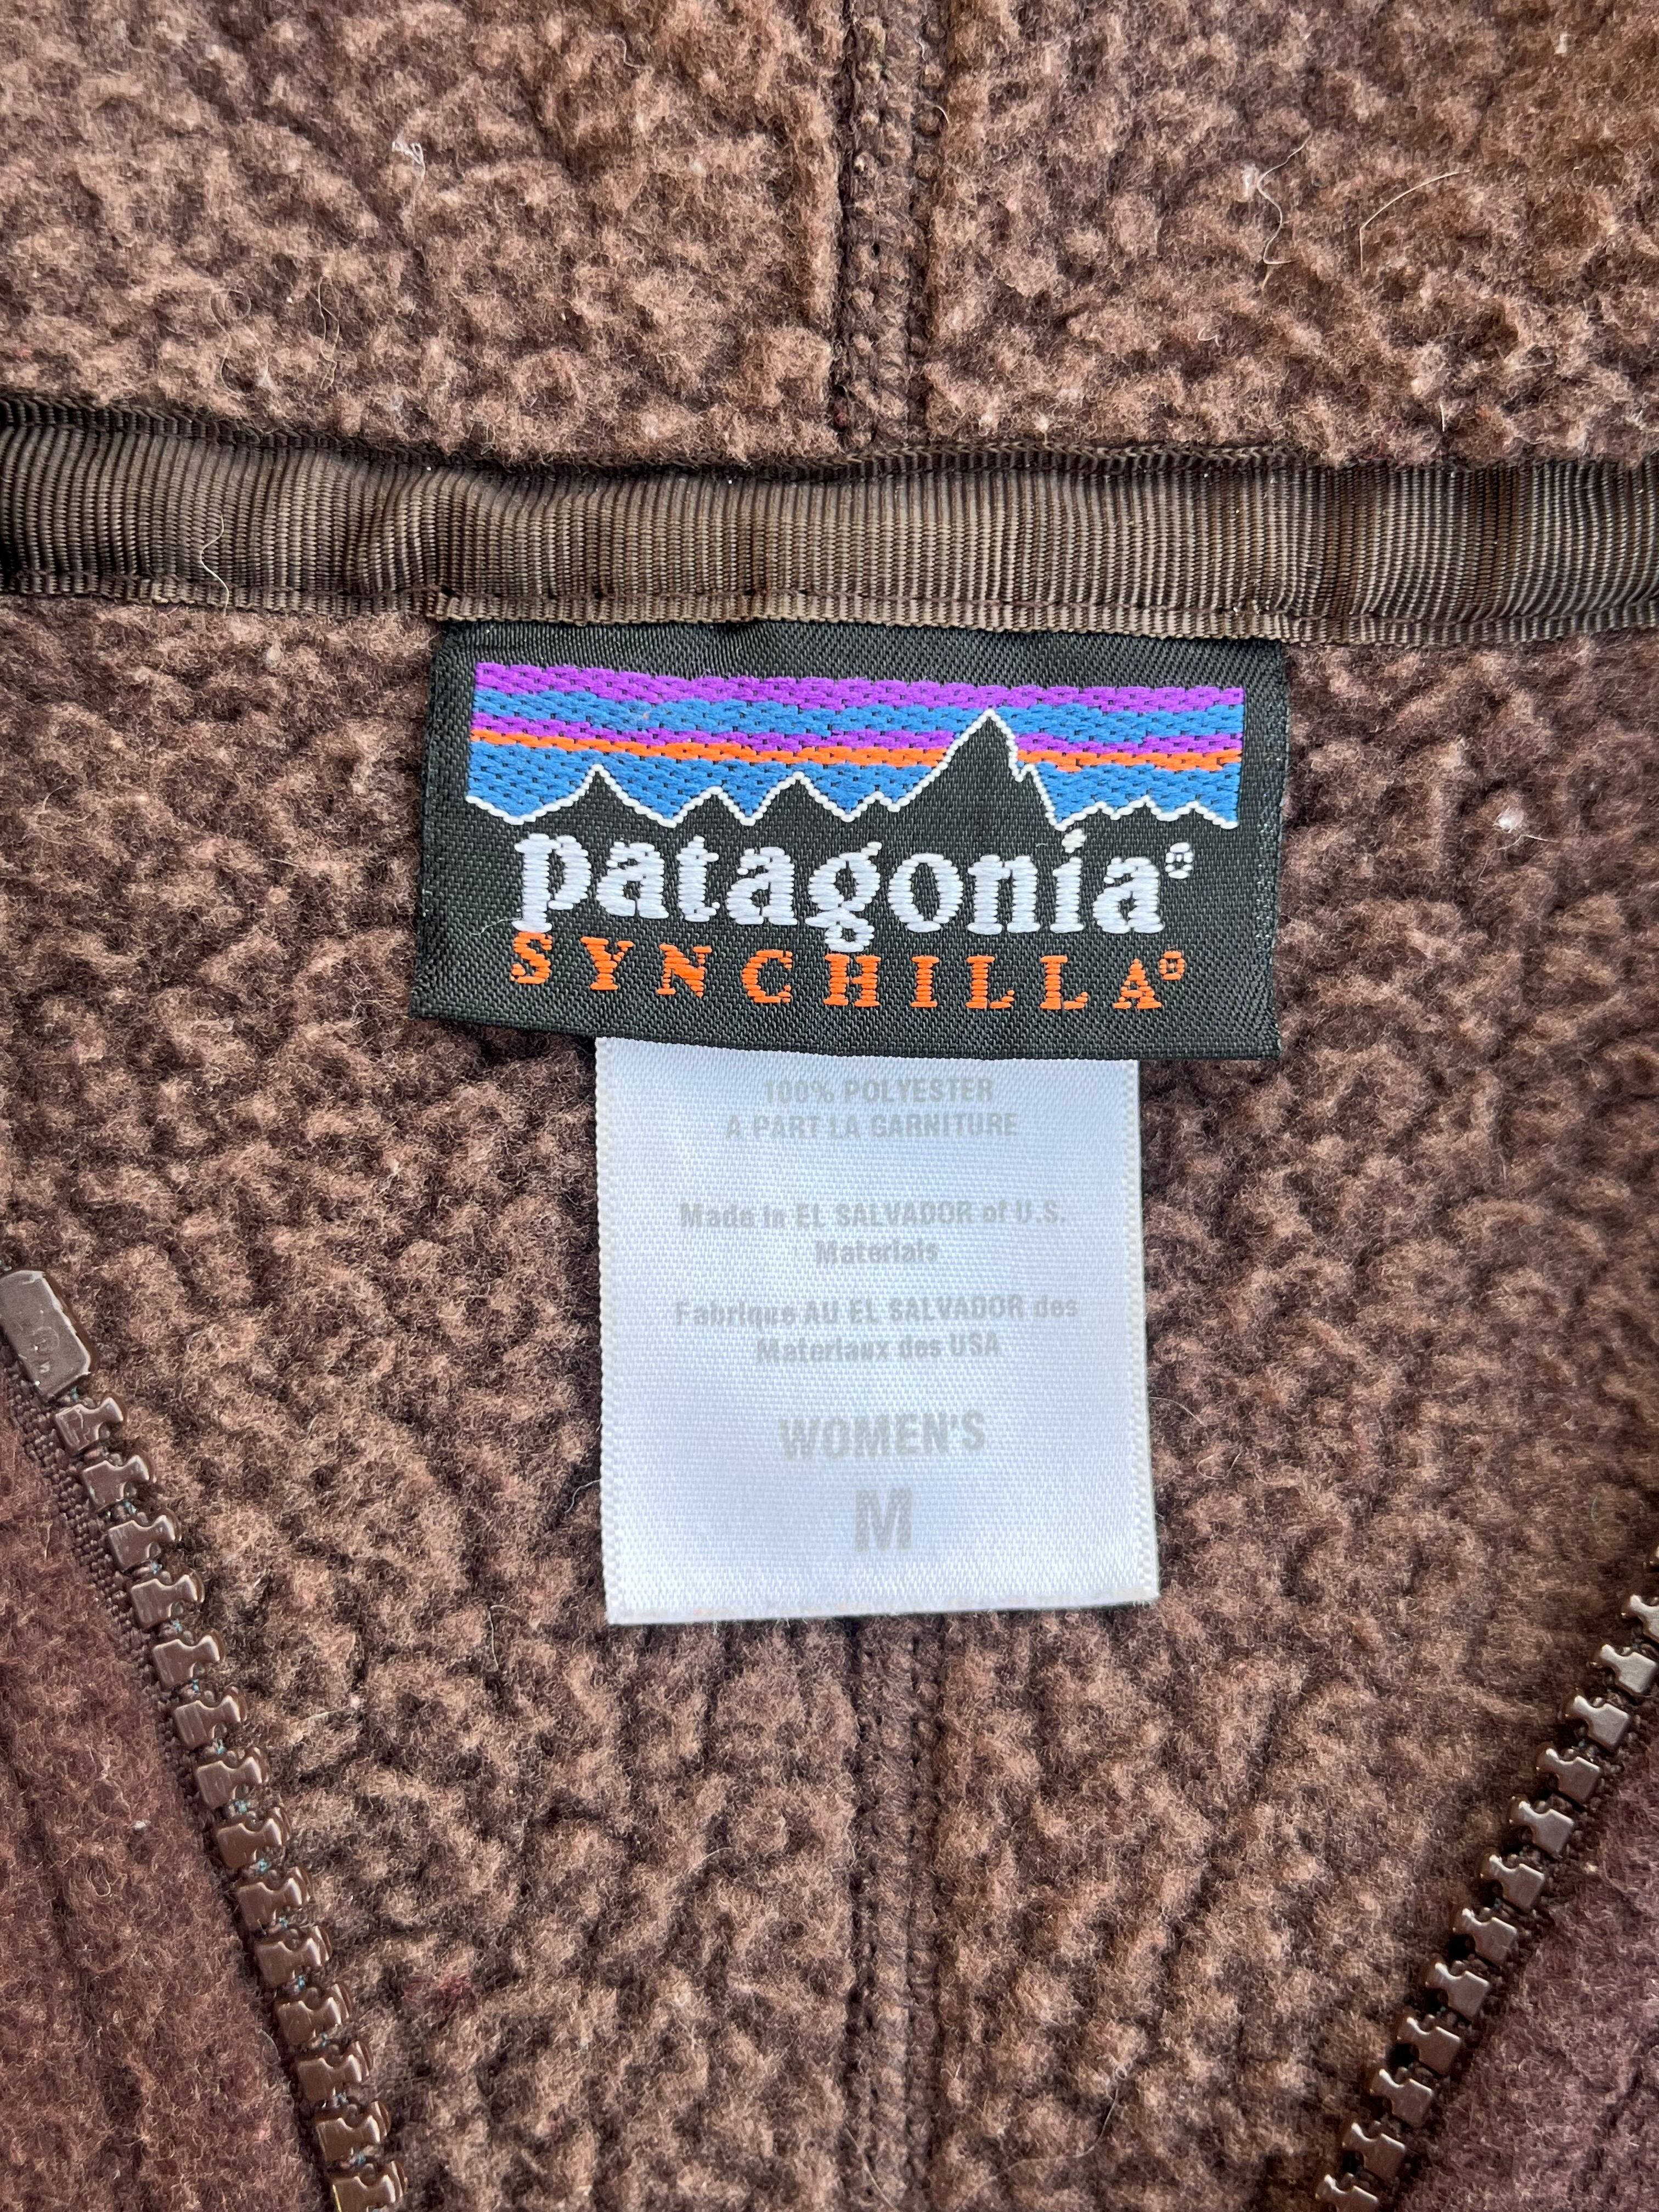 patagonia®
SYNCHILLA®
100% POLYESTER
A PART LA GARNITURE
Made in EL SALVADOR of U.S.
Materials
Fabrique AU EL SALVADOR des
Materiaux des USA
WOMEN'S
M